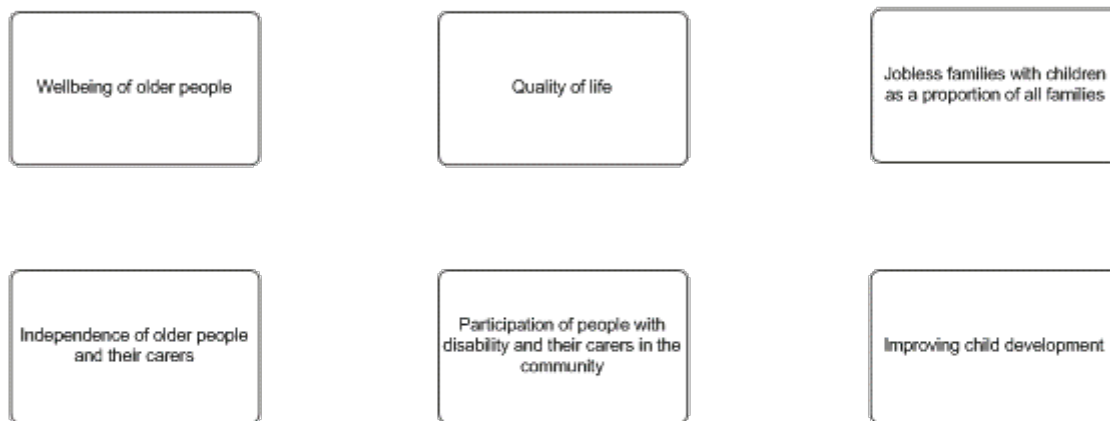 Wellbeing of older people
Quality of life
Jobless families with children
as a proportion of all families
Independence of older people
and their carers
Participation of people with
disability and their carers in the
community
Improving child development